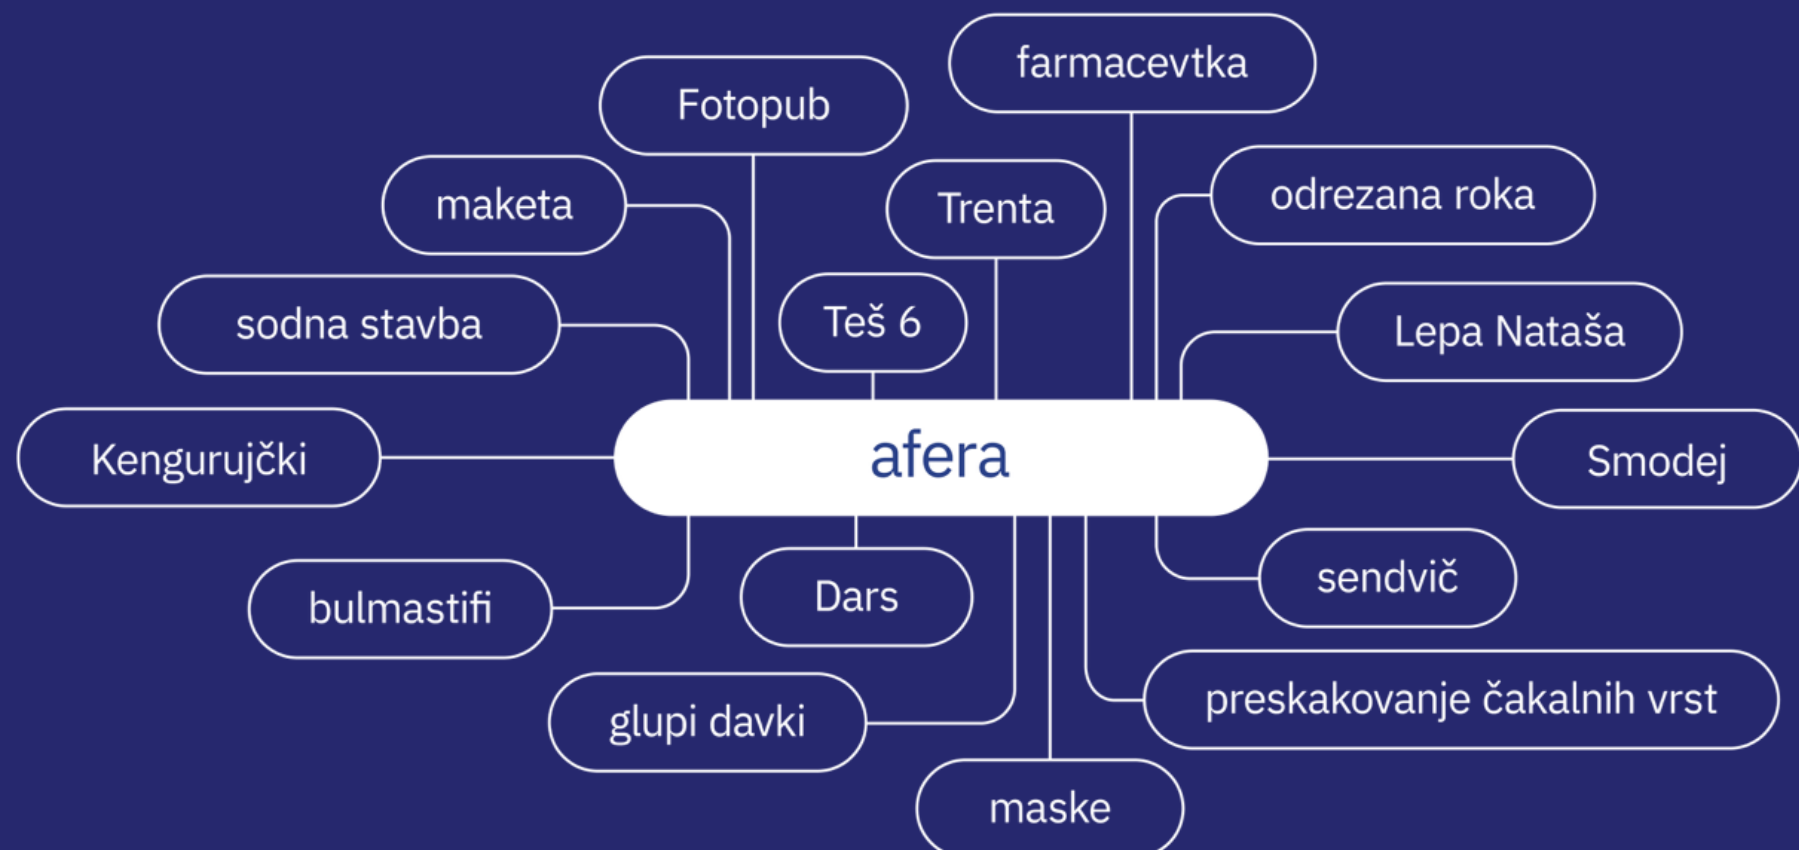 farmacevtka
Fotopub
maketa
Trenta
odrezana roka
sodna stavba
Teš 6
Lepa Nataša
Kengurujčki
afera
Smodej
bulmastifi
Dars
sendvič
glupi davki
preskakovanje čakalnih vrst
maske